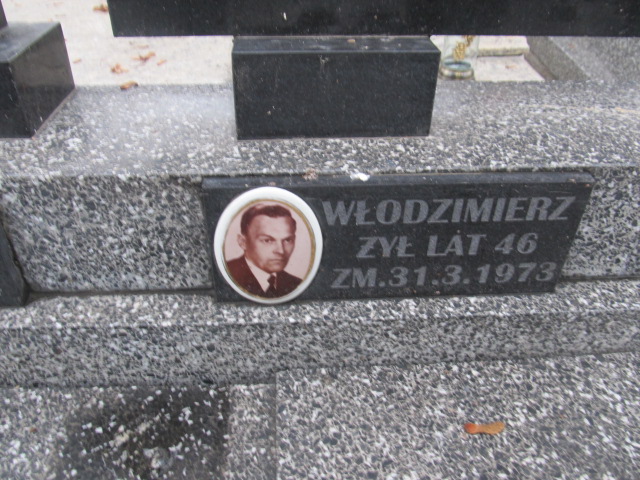 WŁODZIMIERZ
ŻYŁ LAT 46
ZM.31.3.1973